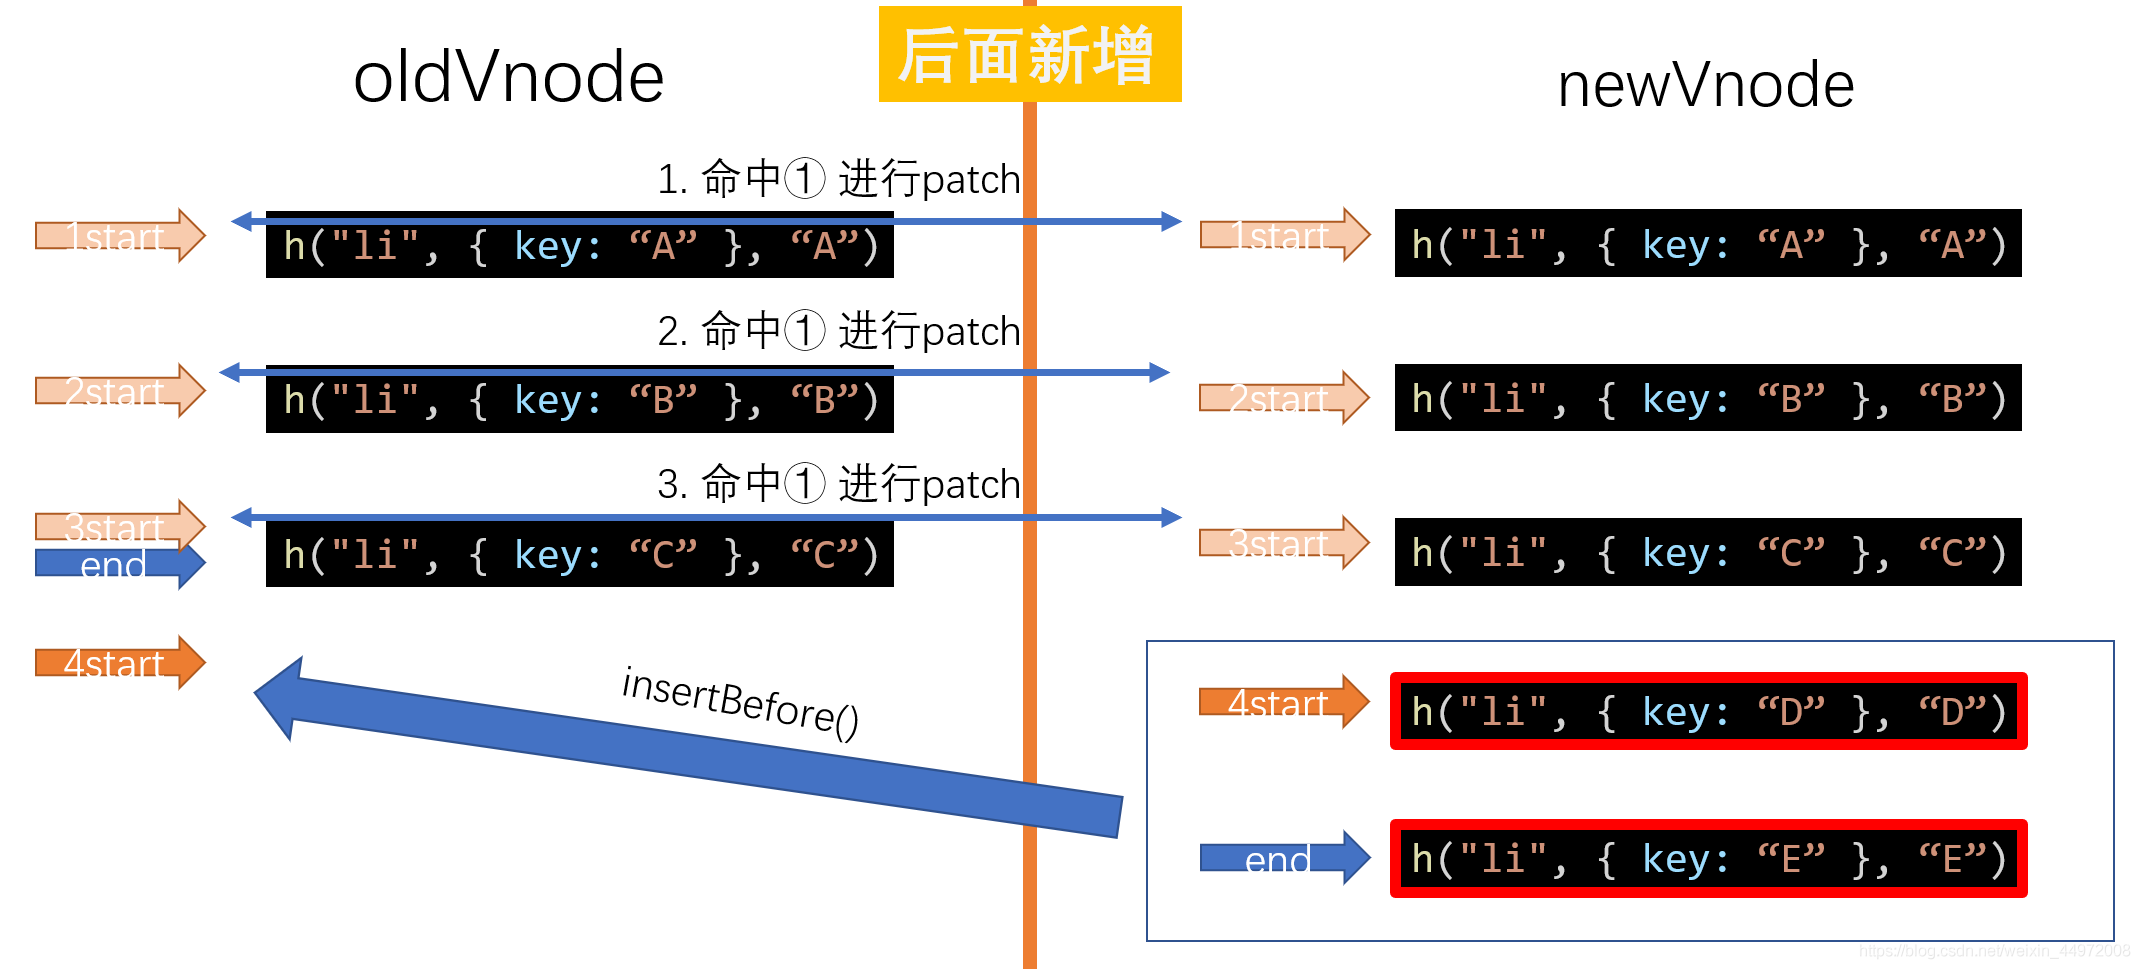 后面新增
oldVnode
newVnode
1. 命中① 进行patch
1start
h("li", { key: “A” }, “A”)
1start
h("li", { key: “A” }, “A”)
2. 命中① 进行patch
2start
h("li", { key: “B” }, “B”)
2start
h("li", { key: “B” }, “B”)
3. 命中① 进行patch
3start
end
h("li", { key: “C” }, “C”)
3start
h("li", { key: “C” }, “C”)
4start
insertBefore()
4start
h("li", { key: “D” }, “D”)
end
h("li", { key: “E” }, “E”)
https://blog.csdn.net/weixin_44972008